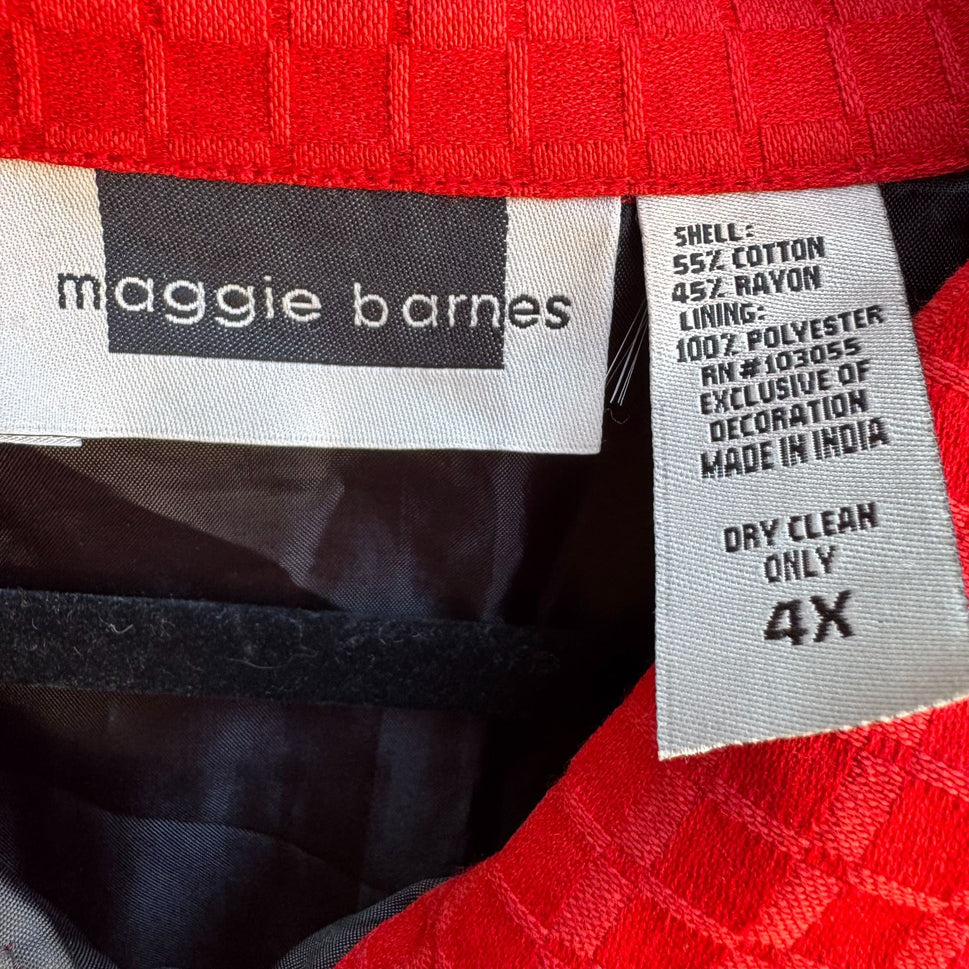 maggie barnes
SHELL:
55% COTTON
45% RAYON
LINING:
100% POLYESTER
RN#103055
EXCLUSIVE OF
DECORATION
MADE IN INDIA
DRY CLEAN
ONLY
4X